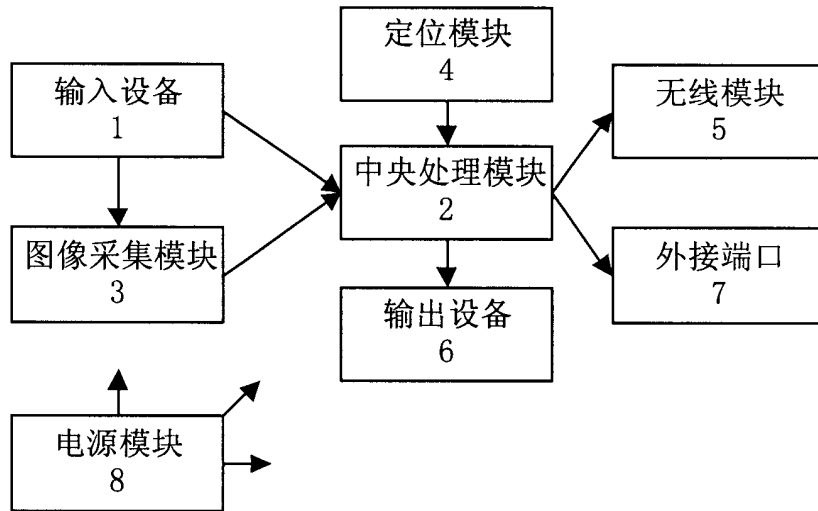 定位模块
4
输入设备
1
无线模块
5
中央处理模块
2
图像采集模块
3
外接端口
7
输出设备
6
电源模块
8